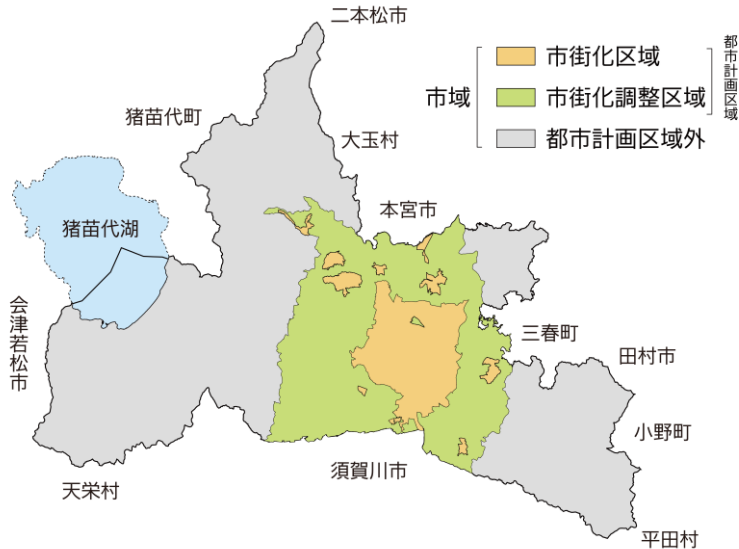 二本松市
都市計画区域
市街化区域
市域
市街化調整区域
猪苗代町
大玉村
都市計画区域外
本宮市
猪苗代湖
会津若松市
三春町
田村市
小野町
須賀川市
天栄村
平田村